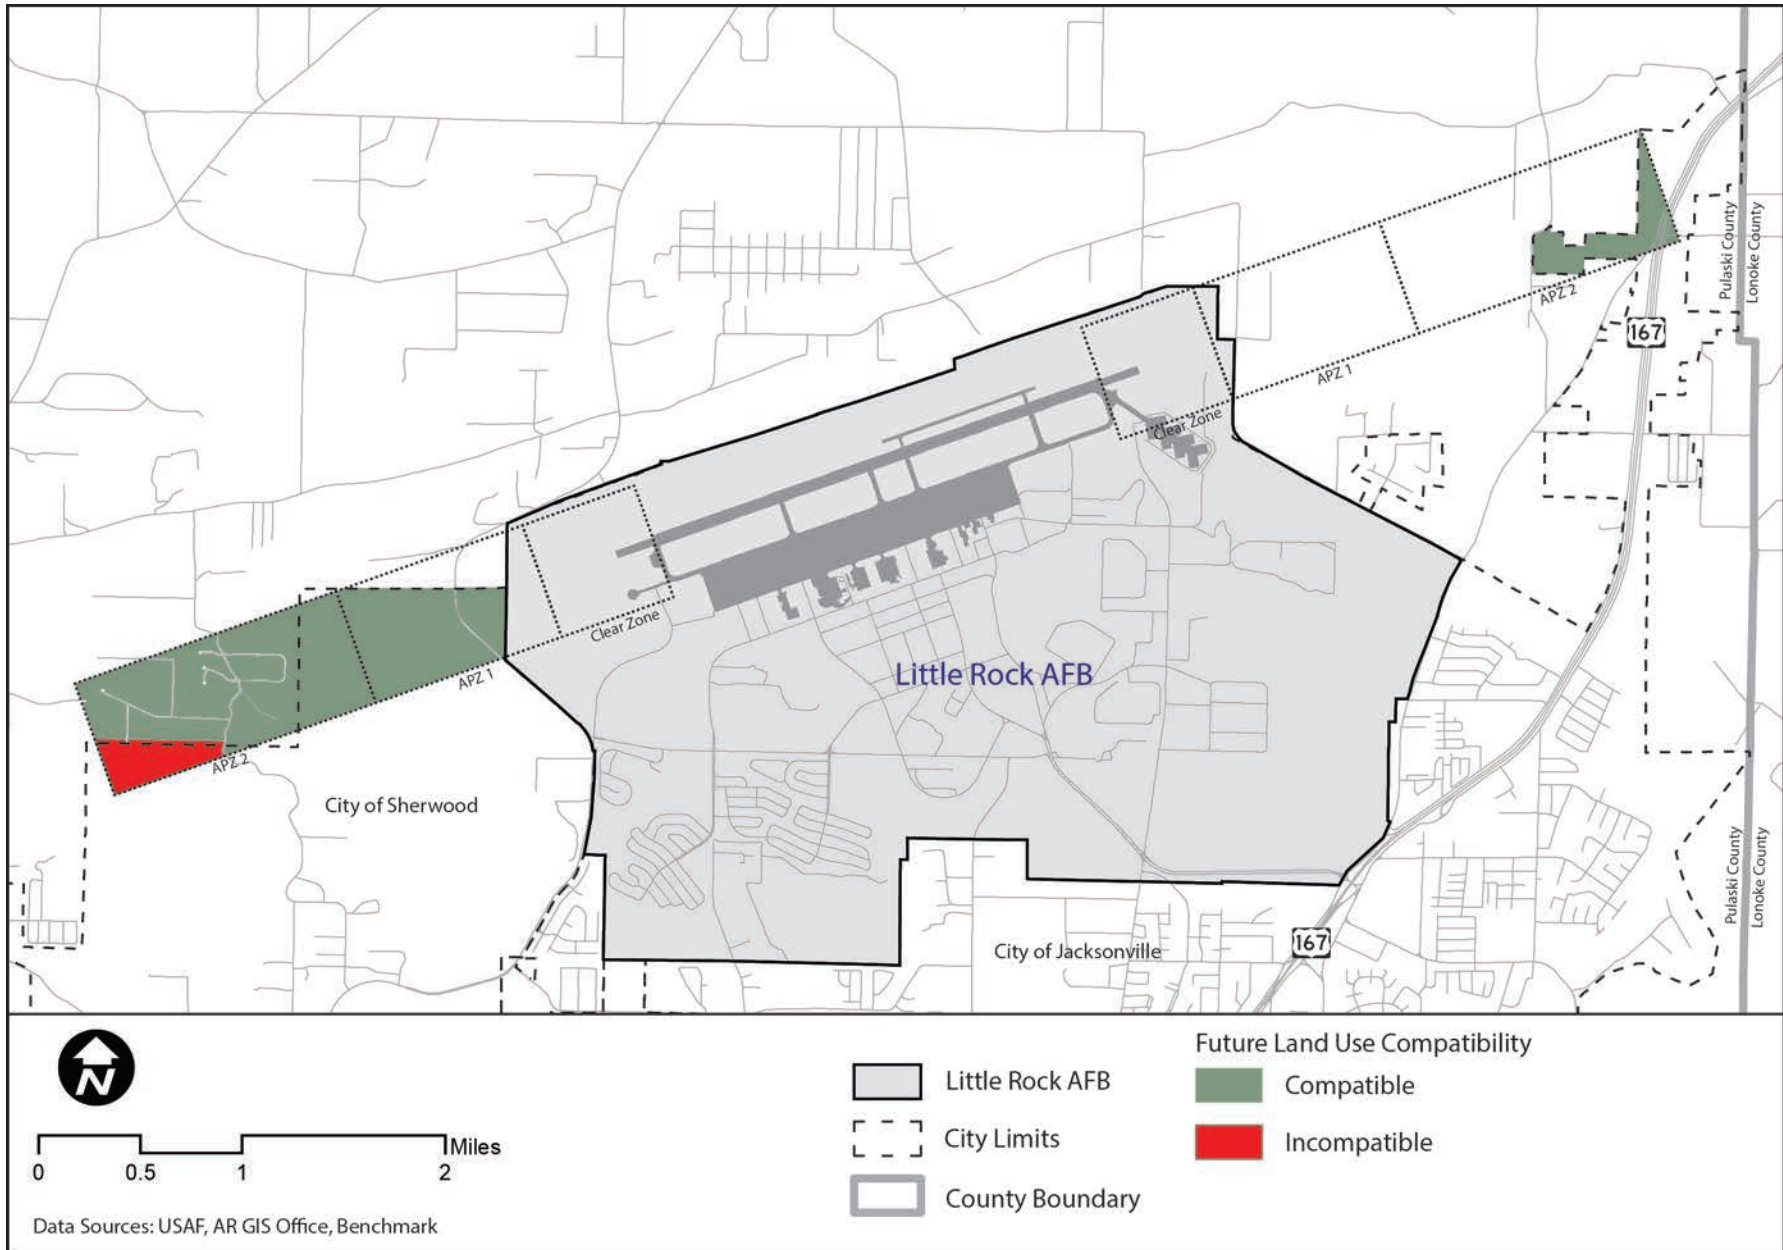 Pulaski County
Lonoke County
APZ 2
167
APZ 1
Clear Zone
Clear Zone
Little Rock AFB
APZ 1
APZ 2
City of Sherwood
Pulaski County
Lonoke County
City of Jacksonville
167
N
Miles
0 0.5 1 2
Data Sources: USAF, AR GIS Office, Benchmark
Little Rock AFB
City Limits
County Boundary
Future Land Use Compatibility
Compatible
Incompatible